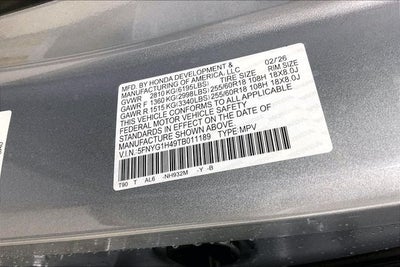 MFD. BY HONDA DEVELOPMENT & 02/26
MANUFACTURING OF AMERICA, LLC
GVWR 2810 KG(6195LBS) TIRE SIZE RIM SIZE
GAWR F 1360 KG(2998LBS) 255/60R18 108H 18X8.0J
GAWR R 1515 KG(3340LBS) 255/60R18 108H 18X8.0J
THIS VEHICLE CONFORMS TO ALL APPLICABLE
FEDERAL MOTOR VEHICLE SAFETY
STANDARDS IN EFFECT ON THE DATE OF
MANUFACTURE SHOWN ABOVE.
V.I.N.:5FNYG1H49TB011189 TYPE:MPV
T90 T AL6 -NH932M -Y -B